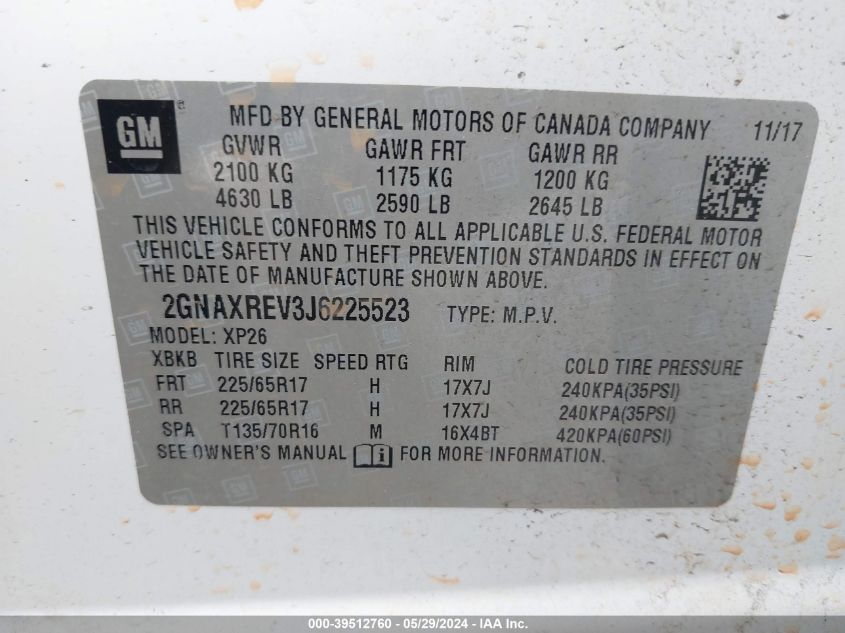 GM ®
MFD BY GENERAL MOTORS OF CANADA COMPANY 11/17
GVWR GAWR FRT GAWR RR
2100 KG 1175 KG 1200 KG
4630 LB 2590 LB 2645 LB
THIS VEHICLE CONFORMS TO ALL APPLICABLE U.S. FEDERAL MOTOR
VEHICLE SAFETY AND THEFT PREVENTION STANDARDS IN EFFECT ON
THE DATE OF MANUFACTURE SHOWN ABOVE.
2GNAXREV3J6225523 TYPE: M.P.V.
MODEL: XP26
XBKB TIRE SIZE SPEED RTG RIM COLD TIRE PRESSURE
FRT 225/65R17 H 17X7J 240KPA(35PSI)
RR 225/65R17 H 17X7J 240KPA(35PSI)
SPA T135/70R16 M 16X4BT 420KPA(60PSI)
SEE OWNER'S MANUAL i FOR MORE INFORMATION.
000-39512760 - 05/29/2024 - IAA Inc.